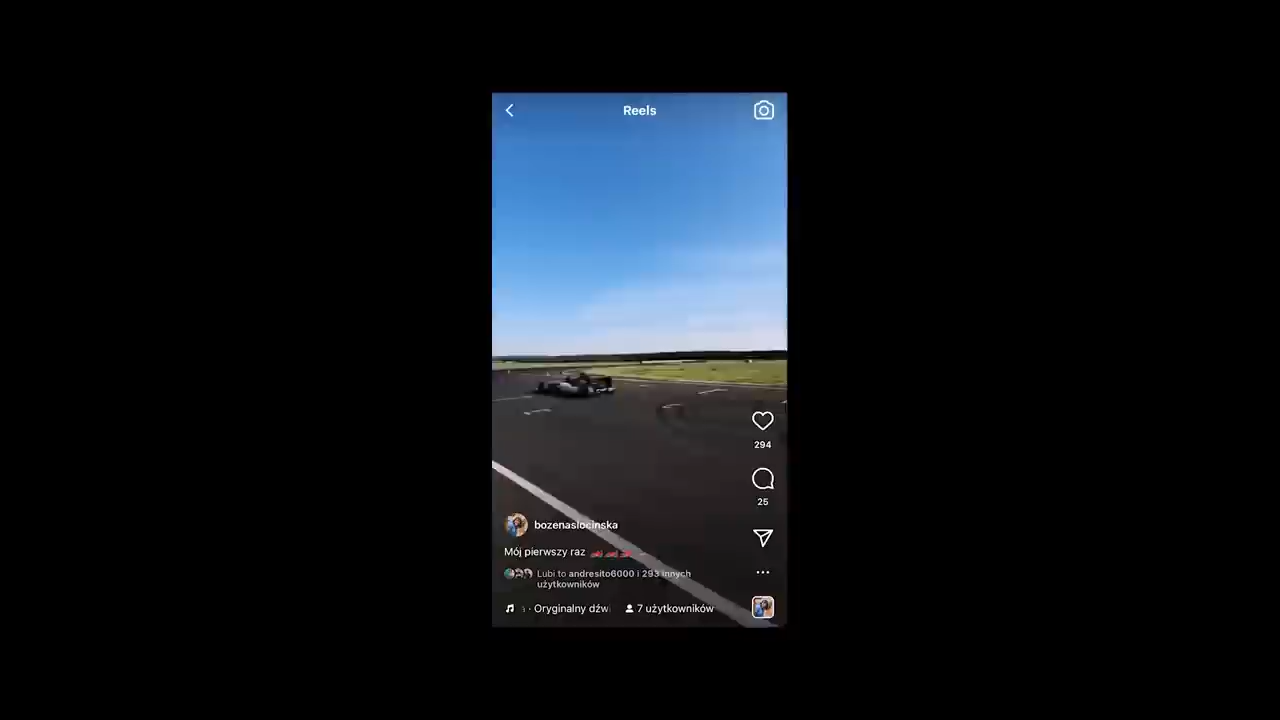 Reels
294
25
bozenaslocinska
Mój pierwszy raz 🏎️🏎️🏎️
Lubi to andresito6000 i 293 innych
użytkowników
· Oryginalny dźw
7 użytkowników